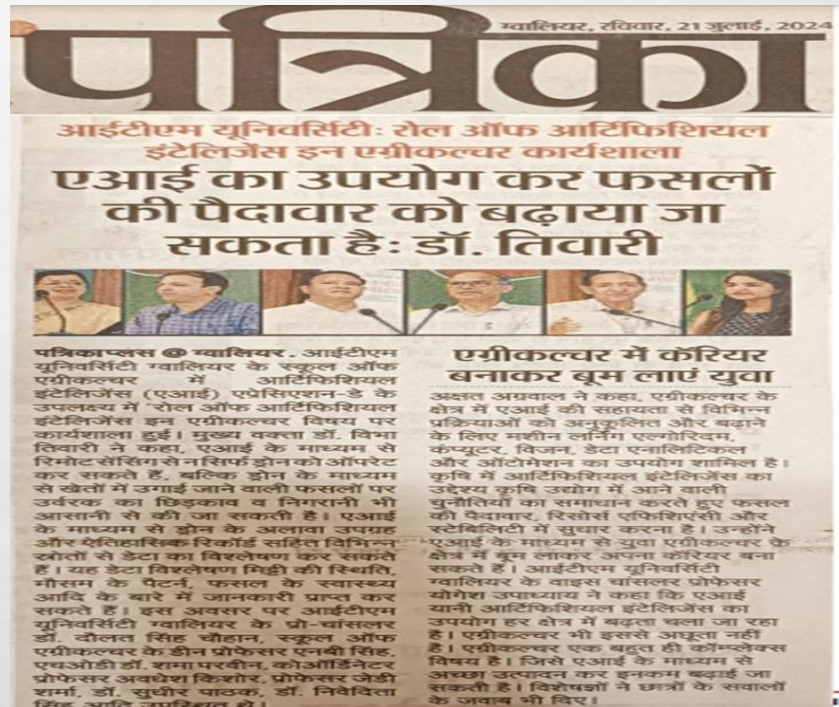 ग्वालियर, रविवार, 21 जुलाई, 2024
पत्रिका
आईटीएम यूनिवर्सिटी: रोल ऑफ आर्टिफिशियल
इंटेलिजेंस इन एग्रीकल्चर कार्यशाला
एआई का उपयोग कर फसलों
की पैदावार को बढ़ाया जा
सकता है: डॉ. तिवारी
पत्रिका प्लस @ ग्वालियर. आईटीएम
यूनिवर्सिटी ग्वालियर के स्कूल ऑफ
एग्रीकल्चर में आर्टिफिशियल
इंटेलिजेंस (एआई) एप्रेसिएशन-डे के
उपलक्ष्य में 'रोल ऑफ आर्टिफिशियल
इंटेलिजेंस इन एग्रीकल्चर विषय पर
कार्यशाला हुई। मुख्य वक्ता डॉ. विभा
तिवारी ने कहा, एआई के माध्यम से
रिमोट सेंसिंग से न सिर्फ ड्रोन को ऑपरेट
कर सकते हैं, बल्कि ड्रोन के माध्यम
से खेतों में उगाई जाने वाली फसलों पर
उर्वरक का छिड़काव व निगरानी भी
आसानी से की जा सकती है। एआई
के माध्यम से ड्रोन के अलावा उपग्रह
और ऐतिहासिक रिकॉर्ड सहित विभिन्न
स्त्रोतों से डेटा का विश्लेषण कर सकते
हैं। यह डेटा विश्लेषण मिट्टी की स्थिति,
मौसम के पैटर्न, फसल के स्वास्थ्य
आदि के बारे में जानकारी प्राप्त कर
सकते हैं। इस अवसर पर आईटीएम
यूनिवर्सिटी ग्वालियर के प्रो-चांसलर
डॉ. दौलत सिंह चौहान, स्कूल ऑफ
एग्रीकल्चर के डीन प्रोफेसर एनबी सिंह,
एचओडी डॉ. शमा परवीन, कोऑर्डिनेटर
प्रोफेसर अवधेश किशोर, प्रोफेसर जेडी
शर्मा, डॉ. सुधीर पाठक, डॉ. निवेदिता
सिंह आदि उपस्थित थे।
एग्रीकल्चर में कॅरियर
बनाकर बूम लाएं युवा
अक्षत अग्रवाल ने कहा, एग्रीकल्चर के
क्षेत्र में एआई की सहायता से विभिन्न
प्रक्रियाओं को अनुकूलित और बढ़ाने
के लिए मशीन लर्निंग एल्गोरिदम,
कंप्यूटर, विजन, डेटा एनालिटिकल
और ऑटोमेशन का उपयोग शामिल है।
कृषि में आर्टिफिशियल इंटेलिजेंस का
उद्देश्य कृषि उद्योग में आने वाली
चुनौतियों का समाधान करते हुए फसल
की पैदावार, रिसोर्स एफिशिएंसी और
स्टेबिलिटी में सुधार करना है। उन्होंने
एआई के माध्यम से युवा एग्रीकल्चर के
क्षेत्र में बूम लाकर अपना कॅरियर बना
सकते हैं। आईटीएम यूनिवर्सिटी
ग्वालियर के वाइस चांसलर प्रोफेसर
योगेश उपाध्याय ने कहा कि एआई
यानी आर्टिफिशियल इंटेलिजेंस का
उपयोग हर क्षेत्र में बढ़ता चला जा रहा
है। एग्रीकल्चर भी इससे अछूता नहीं
है। एग्रीकल्चर एक बहुत ही कॉम्प्लेक्स
विषय है। जिसे एआई के माध्यम से
अच्छा उत्पादन कर इनकम बढ़ाई जा
सकती है। विशेषज्ञों ने छात्रों के सवालों
के जवाब भी दिए।